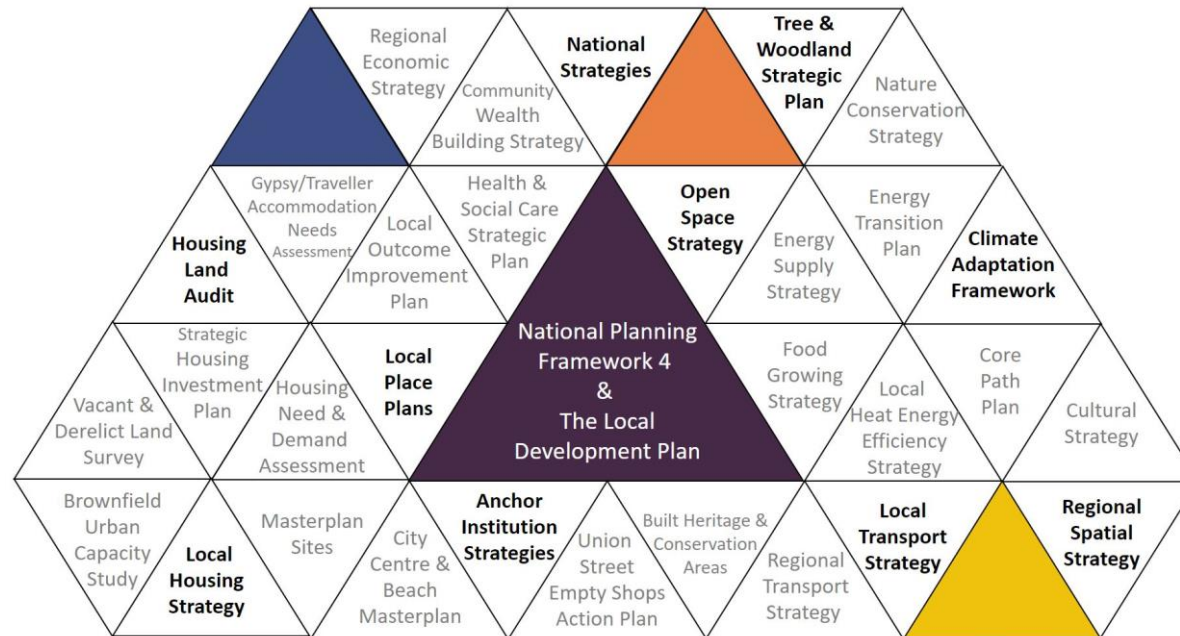 Regional
Economic
Strategy
Community
Wealth
Building Strategy
National
Strategies
Tree &
Woodland
Strategic
Plan
Nature
Conservation
Strategy
Housing
Land
Audit
Gypsy/Traveller
Accommodation
Needs
Assessment
Local
Outcome
Improvement
Plan
Health &
Social Care
Strategic
Plan
Open
Space
Strategy
Energy
Supply
Strategy
Energy
Transition
Plan
Climate
Adaptation
Framework
Vacant &
Derelict Land
Survey
Strategic
Housing
Investment
Plan
Housing
Need &
Demand
Assessment
Local
Place
Plans
National Planning
Framework 4
&
The Local
Development Plan
Food
Growing
Strategy
Local
Heat Energy
Efficiency
Strategy
Core
Path
Plan
Cultural
Strategy
Brownfield
Urban
Capacity
Study
Local Housing
Strategy
Masterplan
Sites
City
Centre &
Beach
Masterplan
Anchor
Institution
Strategies
Union
Street
Empty Shops
Action Plan
Built Heritage &
Conservation
Areas
Regional
Transport
Strategy
Local
Transport
Strategy
Regional
Spatial
Strategy